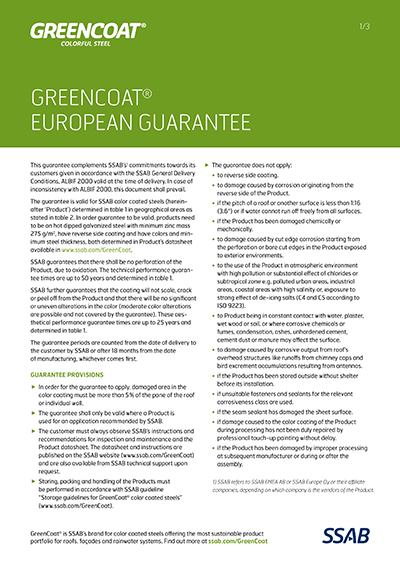 GREENCOAT®
COLORFUL STEEL
1/3
GREENCOAT®
EUROPEAN GUARANTEE
This guarantee complements SSAB's' commitments towards its
customers given in accordance with the SSAB General Delivery
Conditions, ALBIF 2000 valid at the time of delivery. In case of
inconsistency with ALBIF 2000, this document shall prevail.
The guarantee is valid for SSAB color coated steels (herein-
after 'Product') determined in table 1 in geographical areas as
stated in table 2. In order guarantee to be valid, products need
to be on hot dipped galvanized steel with minimum zinc mass
275 g/m², have reverse side coating and have colors and min-
imum steel thickness, both determined in Product's datasheet
available in www.ssab.com/GreenCoat.
SSAB guarantees that there shall be no perforation of the
Product, due to oxidation. The technical performance guaran-
tee times are up to 50 years and determined in table 1.
SSAB further guarantees that the coating will not scale, crack
or peel off from the Product and that there will be no significant
or uneven alterations in the color (moderate color alterations
are possible and not covered by the guarantee). These aes-
thetical performance guarantee times are up to 25 years and
determined in table 1.
The guarantee periods are counted from the date of delivery to
the customer by SSAB or after 18 months from the date
of manufacturing, whichever comes first.
GUARANTEE PROVISIONS
▶ In order for the guarantee to apply, damaged area in the
color coating must be more than 5% of the pane of the roof
or individual wall.
▶ The guarantee shall only be valid where a Product is
used for an application recommended by SSAB.
▶ The customer must always observe SSAB's instructions and
recommendations for inspection and maintenance and the
Product datasheet. The datasheet and instructions are
published on the SSAB website (www.ssab.com/GreenCoat)
and are also available from SSAB technical support upon
request.
▶ Storing, packing and handling of the Products must
be performed in accordance with SSAB guideline
"Storage guidelines for GreenCoat® color coated steels"
(www.ssab.com/GreenCoat).
▶ The guarantee does not apply:
• to reverse side coating.
• to damage caused by corrosion originating from the
reverse side of the Product.
• if the pitch of a roof or another surface is less than 1:16
(3.6°) or if water cannot run off freely from all surfaces.
• if the Product has been damaged chemically or
mechanically.
• to damage caused by cut edge corrosion starting from
the perforation or bare cut edges in the Product exposed
to exterior environments.
• to the use of the Product in atmospheric environment
with high pollution or substantial effect of chlorides or
subtropical zone e.g. polluted urban areas, industrial
areas, coastal areas with high salinity or, exposure to
strong effect of de-icing salts (C4 and C5 according to
ISO 9223).
• to Product being in constant contact with water, plaster,
wet wood or soil, or where corrosive chemicals or
fumes, condensation, ashes, unhardened cement,
cement dust or manure may affect the surface.
• to damage caused by corrosive output from roof's
overhead structures like runoffs from chimney caps and
bird excrement accumulations resulting from antennas.
• if the Product has been stored outside without shelter
before its installation.
• if unsuitable fasteners and sealants for the relevant
corrosiveness class are used.
• if the seam sealant has damaged the sheet surface.
• if damage caused to the color coating of the Product
during processing has not been duly repaired by
professional touch-up painting without delay.
• if the Product has been damaged by improper processing
at subsequent manufacturer or during or after the
assembly.
1) SSAB refers to SSAB EMEA AB or SSAB Europe Oy or their affiliate
companies, depending on which company is the vendors of the Product.
GreenCoat® is SSAB's brand for color coated steels offering the most sustainable product
portfolio for roofs, façades and rainwater systems. Find out more at ssab.com/GreenCoat
SSAB